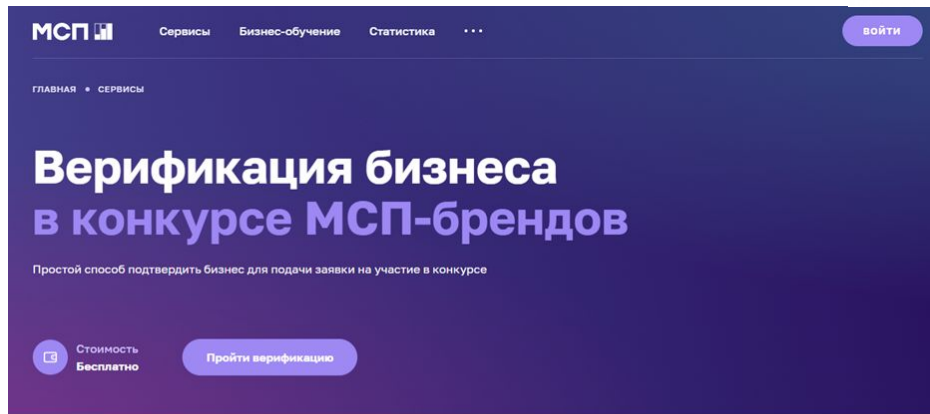 МСП
Сервисы Бизнес-обучение Статистика ···
войти
ГЛАВНАЯ • СЕРВИСЫ
Верификация бизнеса
в конкурсе МСП-брендов
Простой способ подтвердить бизнес для подачи заявки на участие в конкурсе
Стоимость
Бесплатно
Пройти верификацию